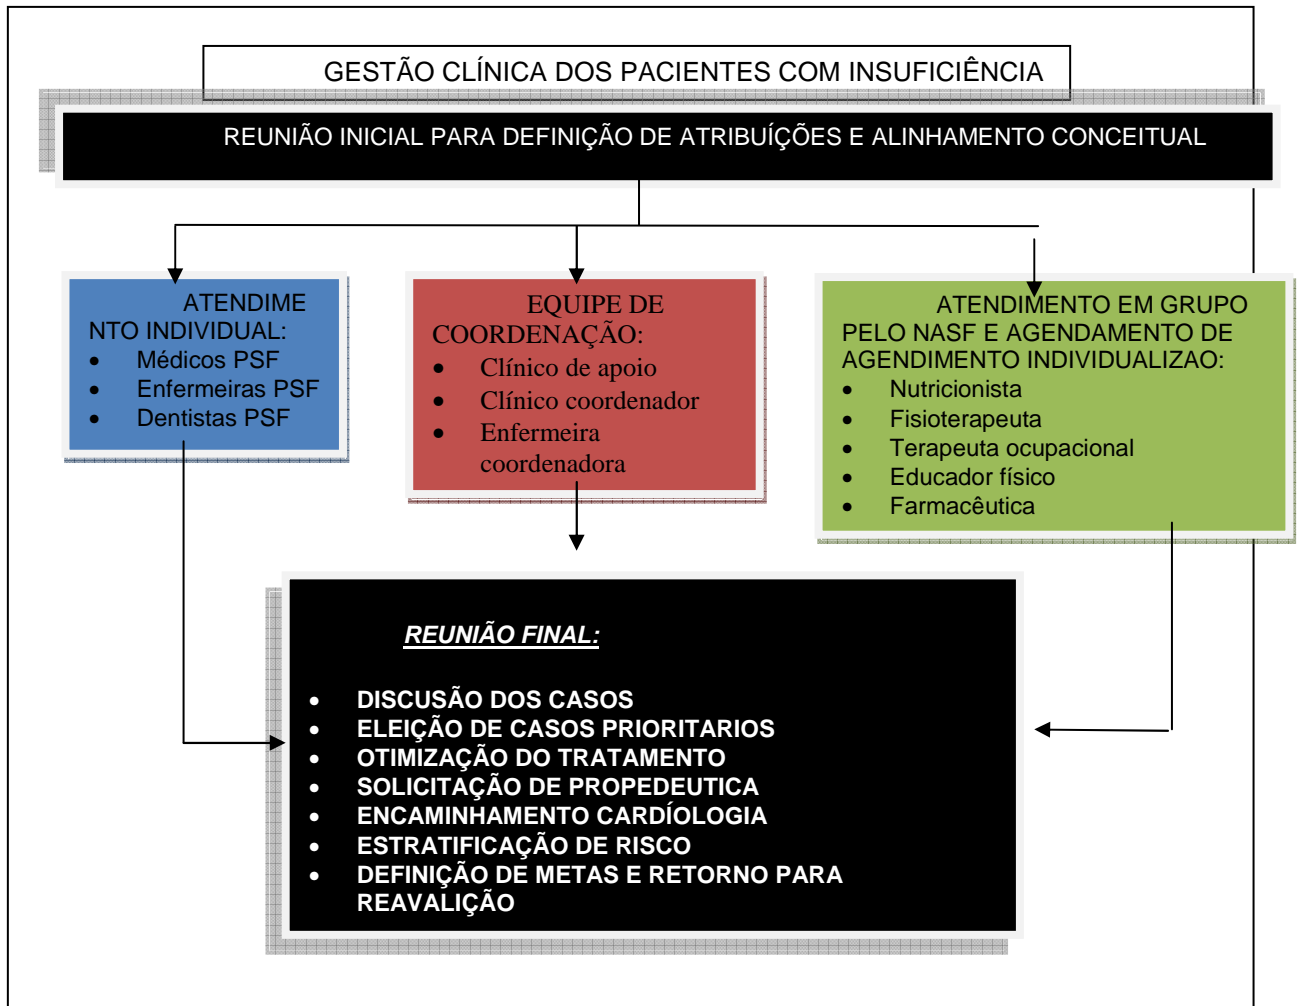 GESTÃO CLÍNICA DOS PACIENTES COM INSUFICIÊNCIA
REUNIÃO INICIAL PARA DEFINIÇÃO DE ATRIBUÍÇÕES E ALINHAMENTO CONCEITUAL
ATENDIME
NTO INDIVIDUAL:
• Médicos PSF
• Enfermeiras PSF
• Dentistas PSF
EQUIPE DE
COORDENAÇÃO:
• Clínico de apoio
• Clínico coordenador
• Enfermeira
coordenadora
ATENDIMENTO EM GRUPO
PELO NASF E AGENDAMENTO DE
AGENDIMENTO INDIVIDUALIZAO:
• Nutricionista
• Fisioterapeuta
• Terapeuta ocupacional
• Educador físico
• Farmacêutica
REUNIÃO FINAL:
• DISCUSÃO DOS CASOS
• ELEIÇÃO DE CASOS PRIORITARIOS
• OTIMIZAÇÃO DO TRATAMENTO
• SOLICITAÇÃO DE PROPEDEUTICA
• ENCAMINHAMENTO CARDÍOLOGIA
• ESTRATIFICAÇÃO DE RISCO
• DEFINIÇÃO DE METAS E RETORNO PARA
REAVALIÇÃO